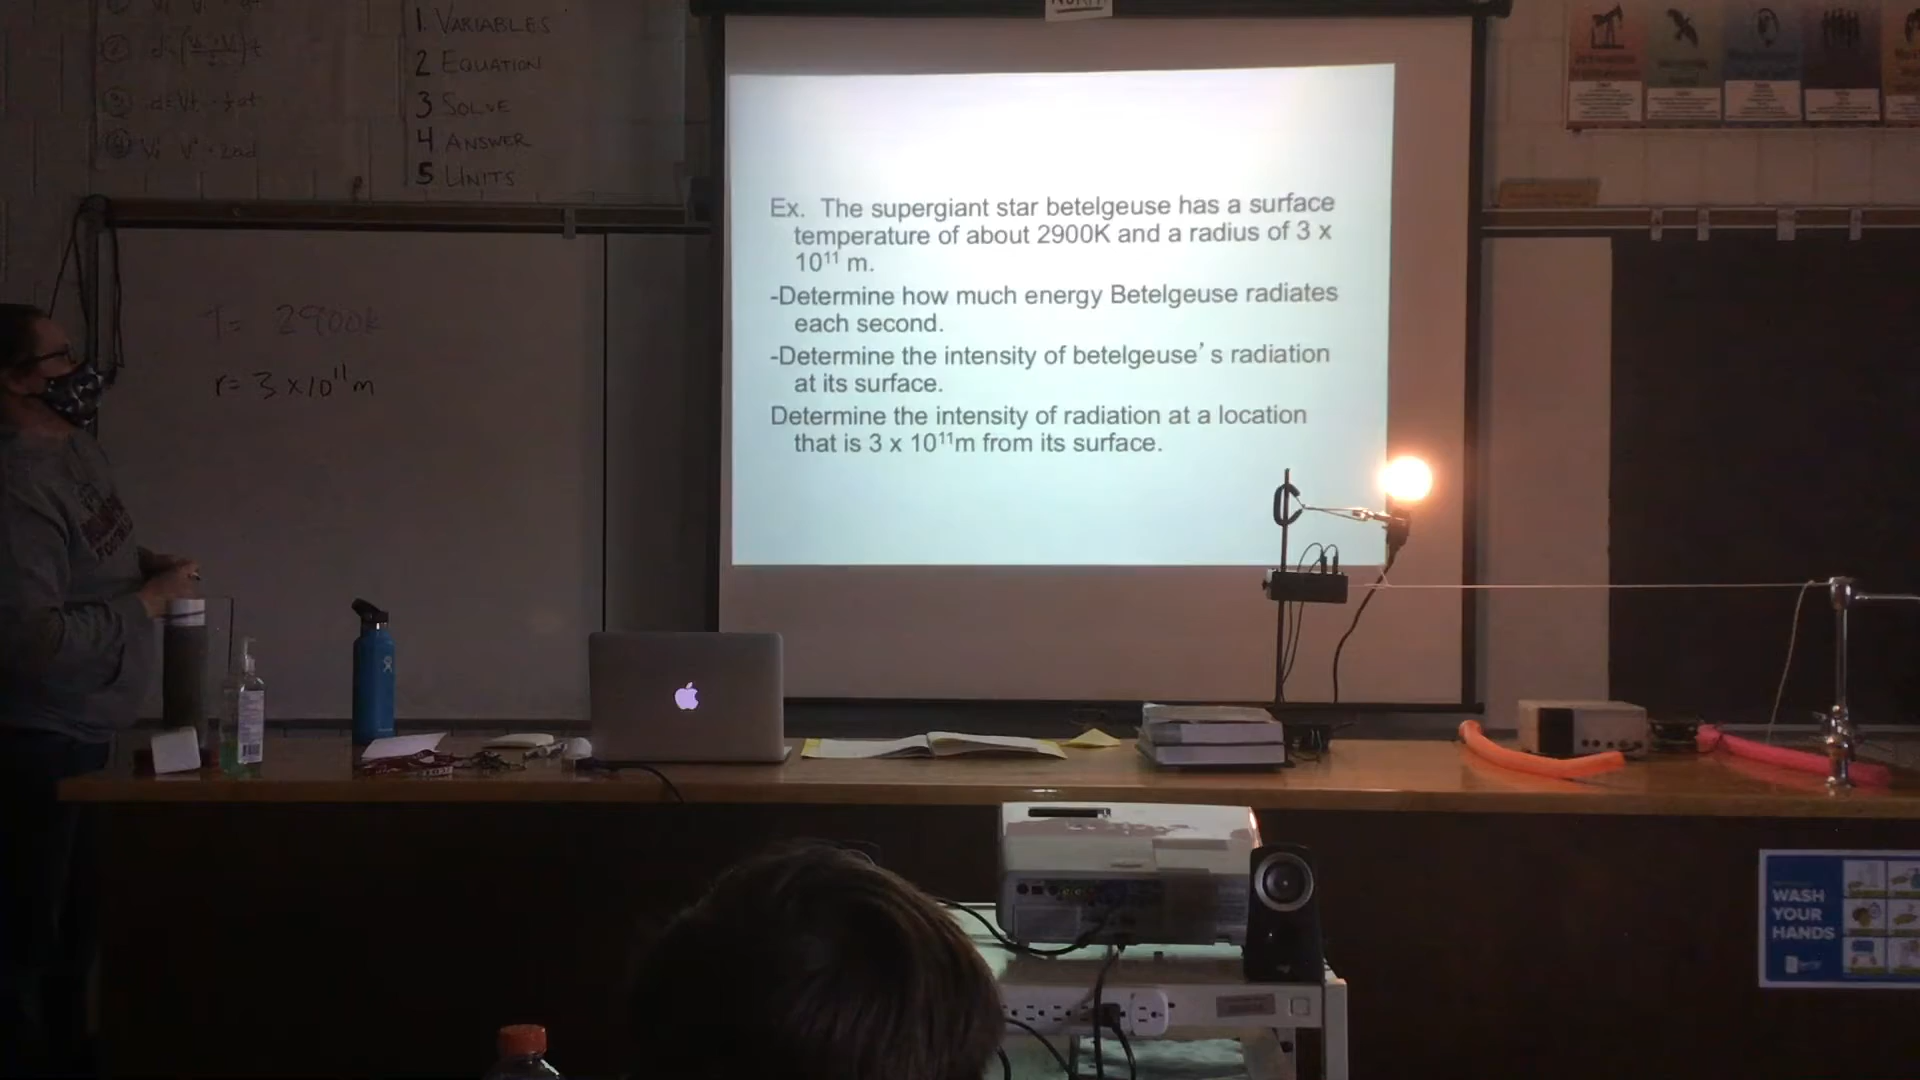 1. VARIABLES
2 EQUATION
3 SOLVE
4 ANSWER
5 UNITS
T= 2900k
r= 3 x10¹¹m
Ex. The supergiant star betelgeuse has a surface
temperature of about 2900K and a radius of 3 x
10¹¹ m.
-Determine how much energy Betelgeuse radiates
each second.
-Determine the intensity of betelgeuse’s radiation
at its surface.
Determine the intensity of radiation at a location
that is 3 x 10¹¹m from its surface.
WASH
YOUR
HANDS